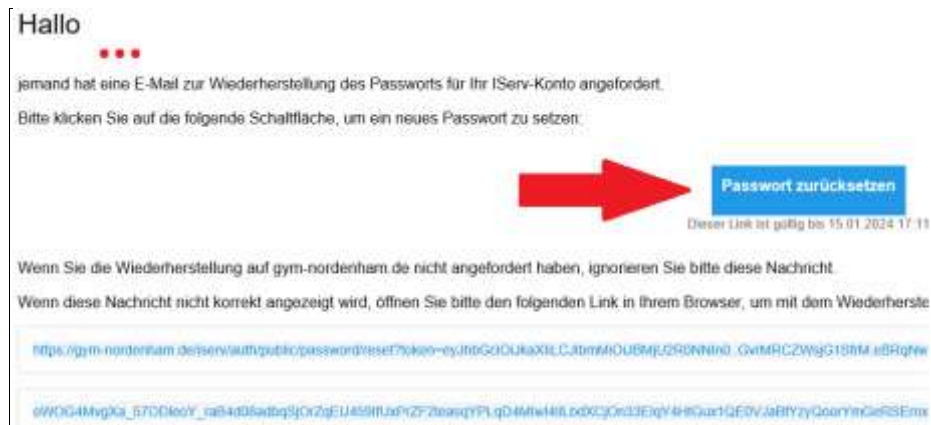 Hallo
jemand hat eine E-Mail zur Wiederherstellung des Passworts für Ihr IServ-Konto angefordert.
Bitte klicken Sie auf die folgende Schaltfläche, um ein neues Passwort zu setzen:
Passwort zurücksetzen
Dieser Link ist gültig bis 15.01.2024 17:11
Wenn Sie die Wiederherstellung auf gym-nordenham.de nicht angefordert haben, ignorieren Sie bitte diese Nachricht.
Wenn diese Nachricht nicht korrekt angezeigt wird, öffnen Sie bitte den folgenden Link in Ihrem Browser, um mit dem Wiederherste
https://gym-nordenham.de/iserv/auth/public/password/reset?token=